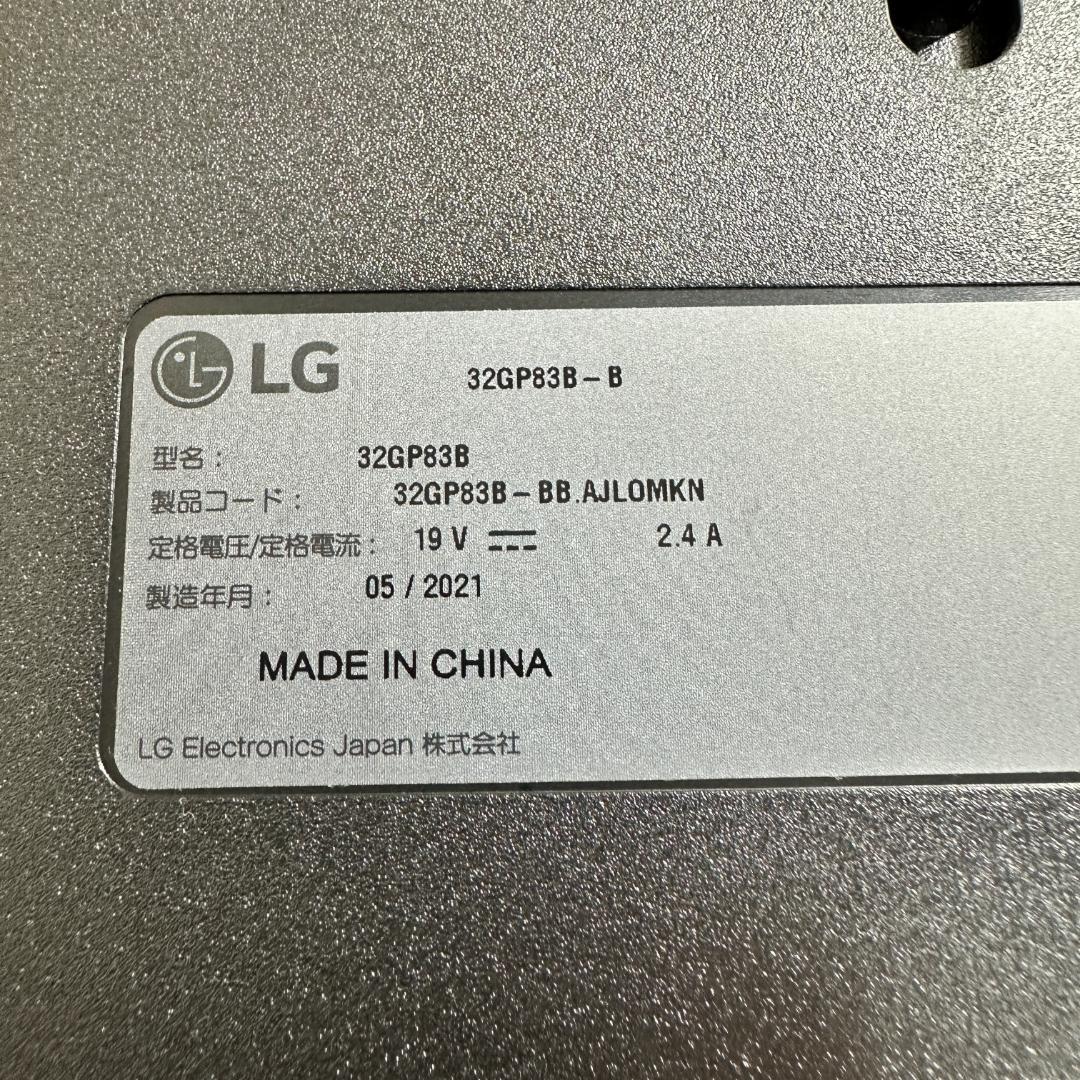 LG 32GP83B-B
型名: 32GP83B
製品コード: 32GP83B-BB.AJLOMKN
定格電圧/定格電流: 19 V ⎓ 2.4 A
製造年月: 05 / 2021
MADE IN CHINA
LG Electronics Japan 株式会社